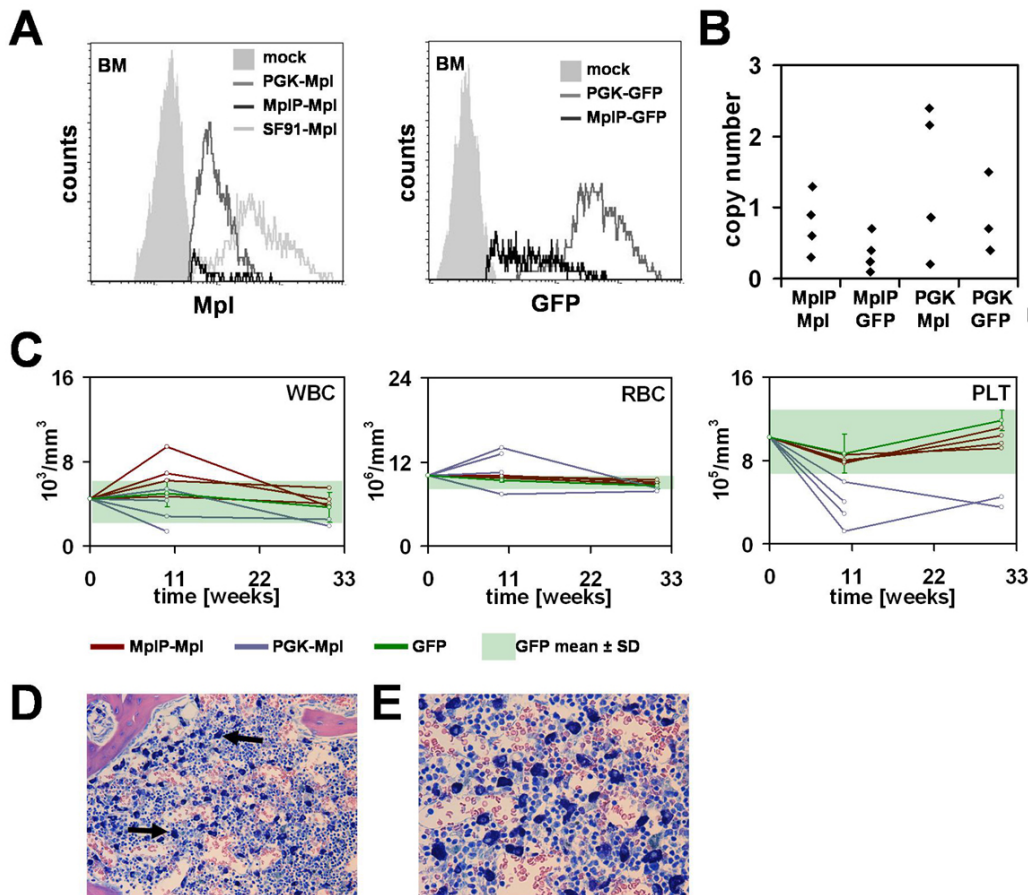 A
BM
mock
PGK-Mpl
MplP-Mpl
SF91-Mpl
counts
Mpl
BM
mock
PGK-GFP
MplP-GFP
counts
GFP
B
3
2
1
0
copy number
MplP
Mpl
MplP
GFP
PGK
Mpl
PGK
GFP
C
WBC
16
8
0
10³/mm³
0 11 22 33
time [weeks]
RBC
24
12
0
10⁶/mm³
0 11 22 33
time [weeks]
PLT
16
8
0
10⁵/mm³
0 11 22 33
time [weeks]
MplP-Mpl
PGK-Mpl
GFP
GFP mean ± SD
D
E